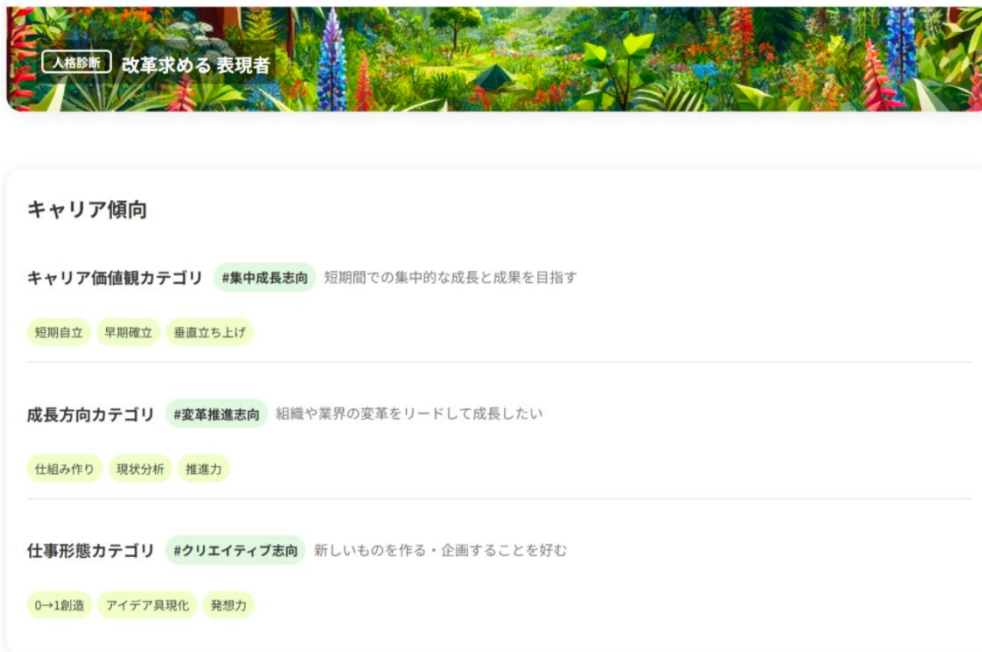 人格診断 改革求める 表現者
キャリア傾向
キャリア価値観カテゴリ #集中成長志向 短期間での集中的な成長と成果を目指す
短期自立 早期確立 垂直立ち上げ
成長方向カテゴリ #変革推進志向 組織や業界の変革をリードして成長したい
仕組み作り 現状分析 推進力
仕事形態カテゴリ #クリエイティブ志向 新しいものを作る・企画することを好む
0→1創造 アイデア具現化 発想力